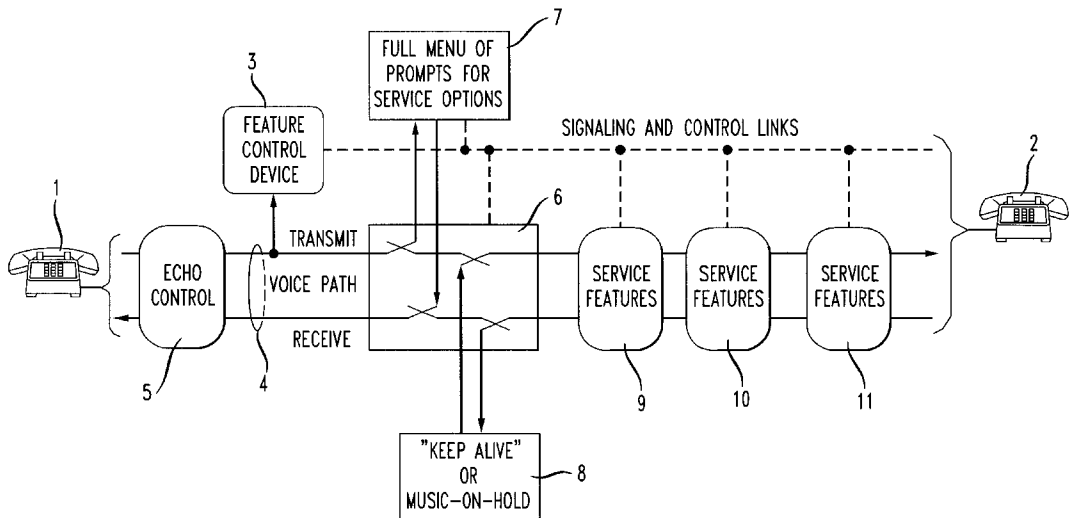 7
FULL MENU OF
PROMPTS FOR
SERVICE OPTIONS
3
FEATURE
CONTROL
DEVICE
SIGNALING AND CONTROL LINKS
2
1
6
TRANSMIT
ECHO
CONTROL
VOICE PATH
SERVICE
FEATURES
SERVICE
FEATURES
SERVICE
FEATURES
RECEIVE
5
4
9
10
11
"KEEP ALIVE"
OR
MUSIC-ON-HOLD
8